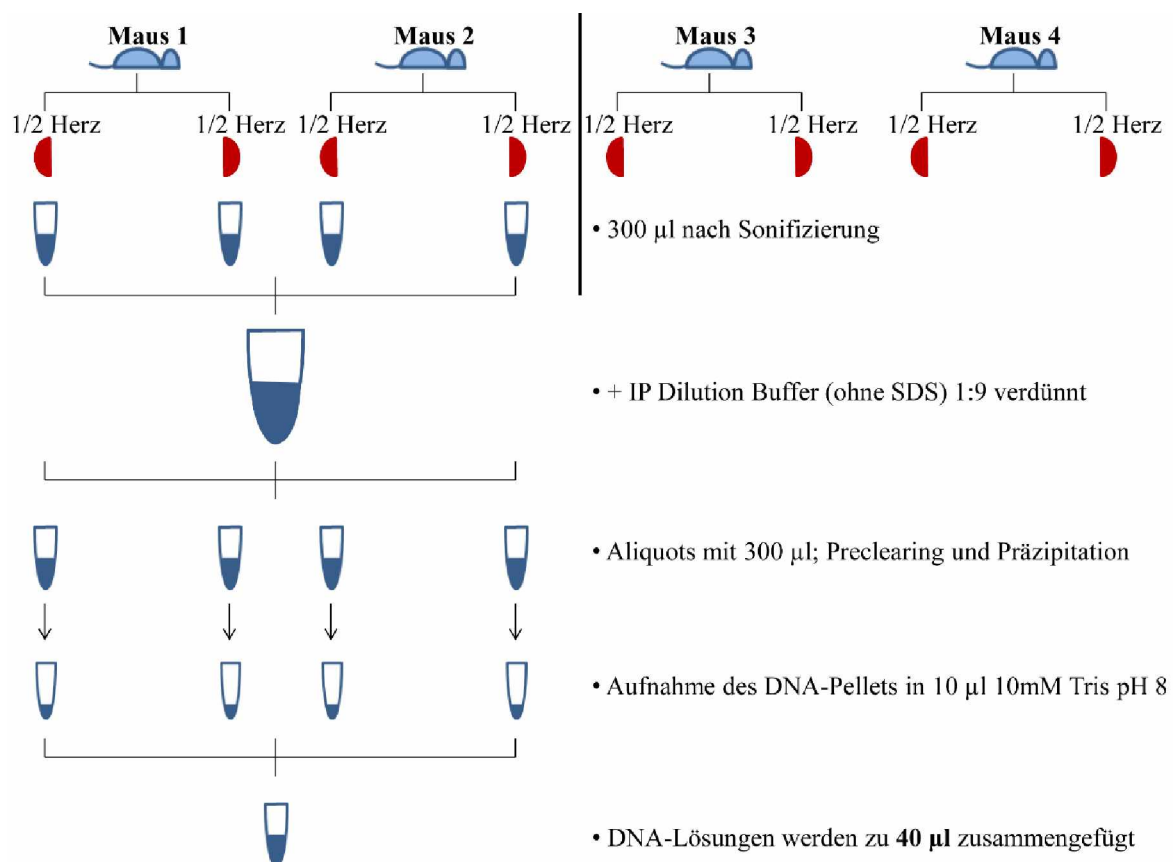 Maus 1 Maus 2 Maus 3 Maus 4
1/2 Herz 1/2 Herz 1/2 Herz 1/2 Herz 1/2 Herz 1/2 Herz 1/2 Herz 1/2 Herz
• 300 µl nach Sonifizierung
• + IP Dilution Buffer (ohne SDS) 1:9 verdünnt
• Aliquots mit 300 µl; Preclearing und Präzipitation
• Aufnahme des DNA-Pellets in 10 µl 10mM Tris pH 8
• DNA-Lösungen werden zu 40 µl zusammengefügt